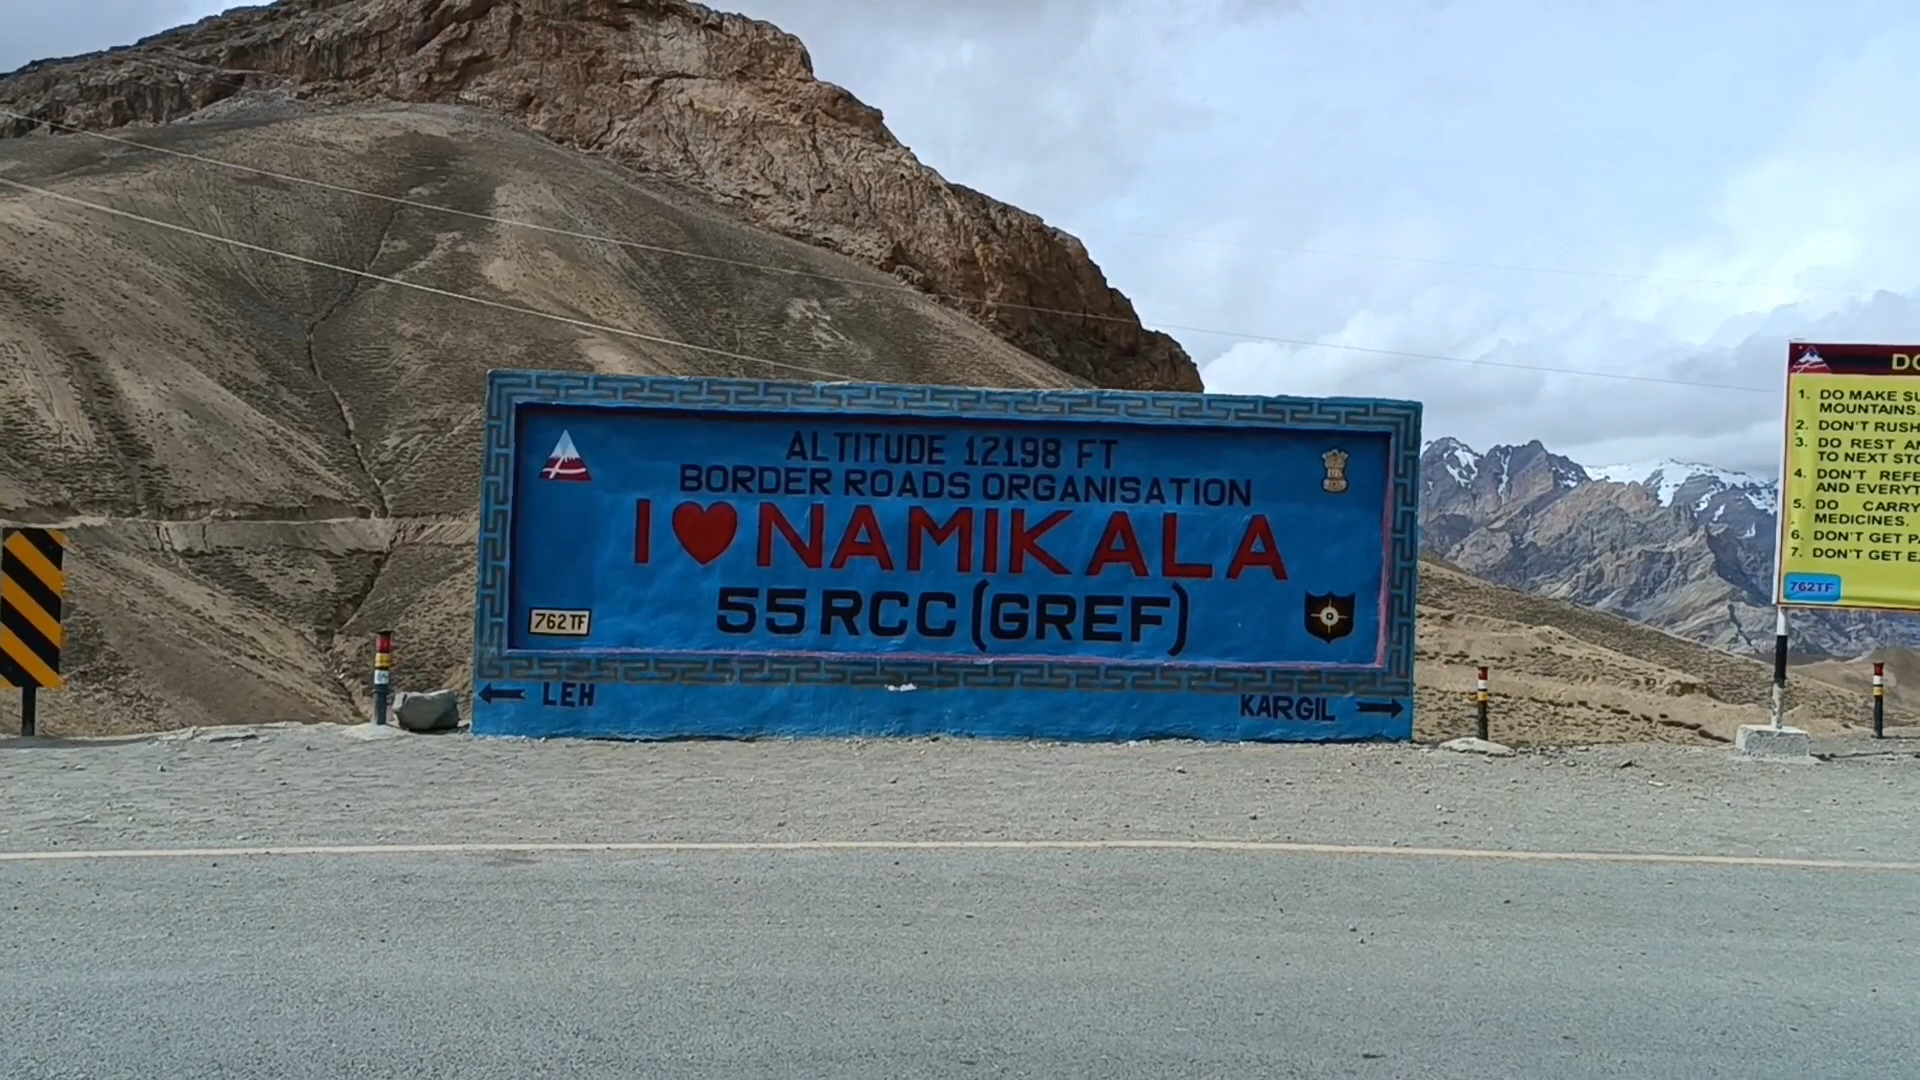 ALTITUDE 12198 FT
BORDER ROADS ORGANISATION
I ❤ NAMIKALA
55 RCC (GREF)
762 TF
← LEH
KARGIL →
1. DO MAKE
MOUNTAINS.
2. DON'T RUSH
3. DO REST
TO NEXT
4. DON'T
5. DO CARRY
MEDICINES.
6. DON'T GET
7. DON'T GET
762TF